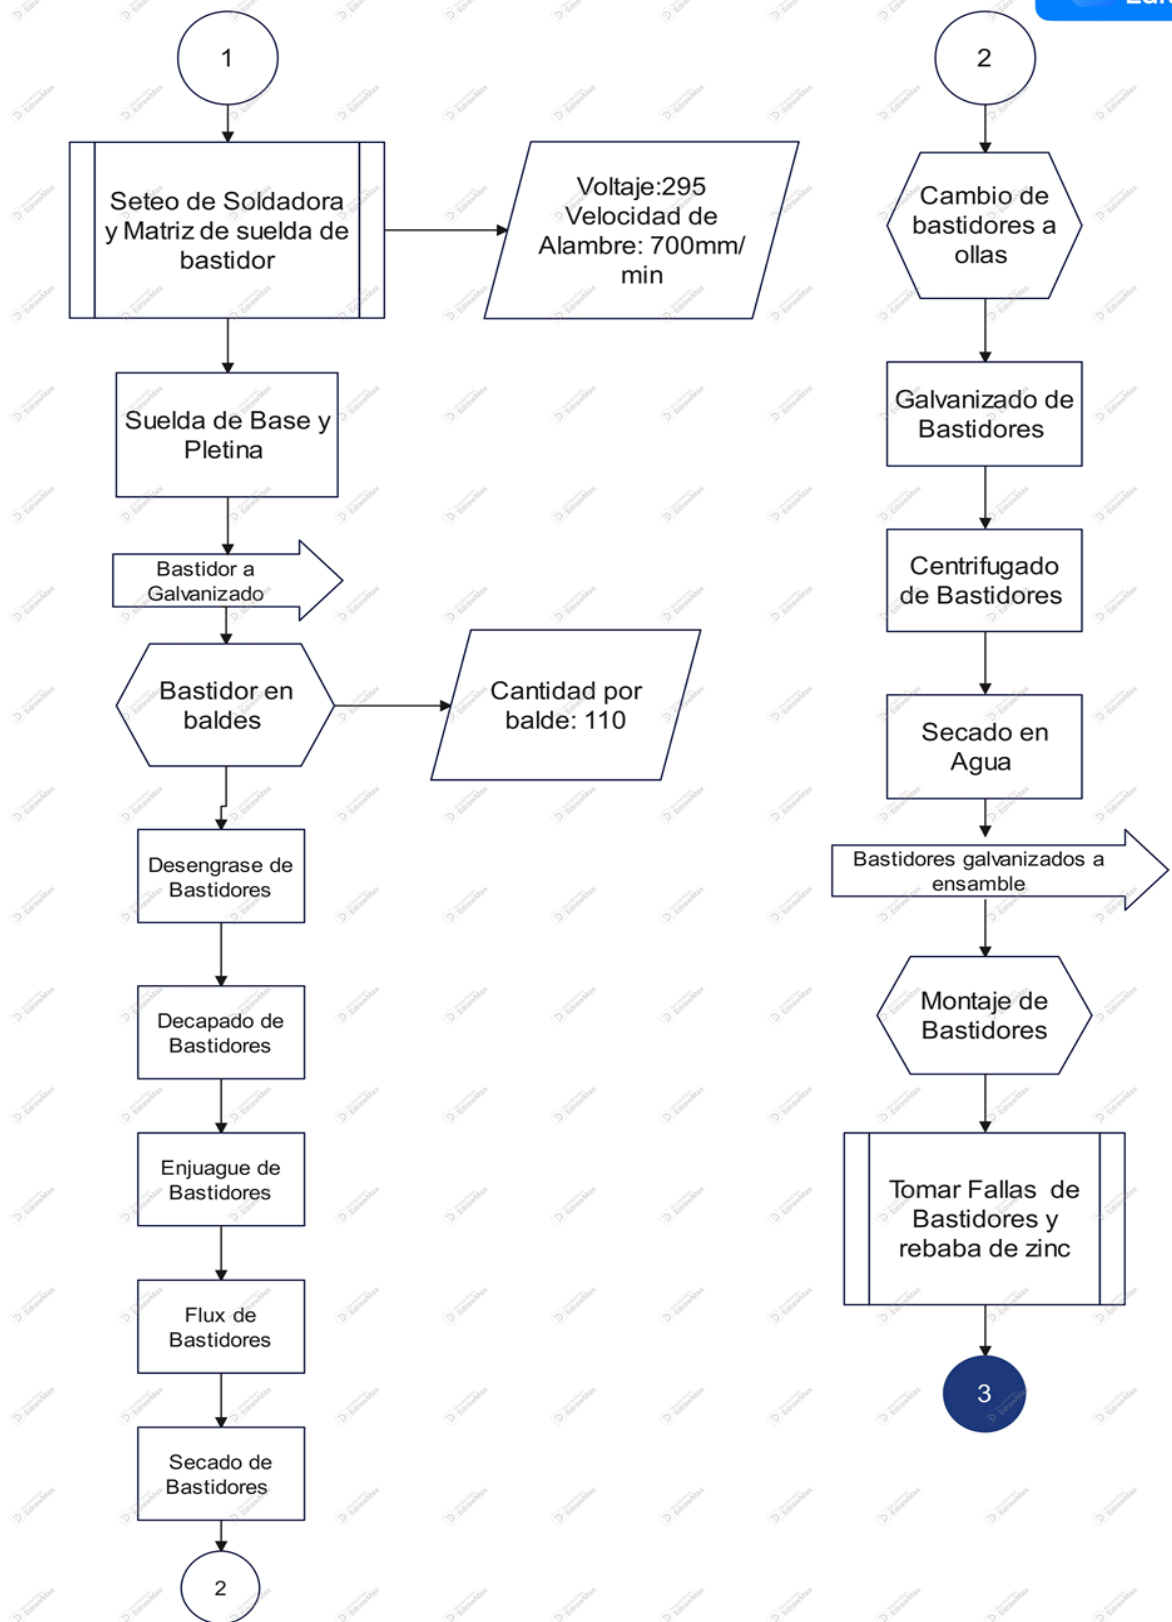 1
Seteo de Soldadora
y Matriz de suelda de
bastidor
Voltaje:295
Velocidad de
Alambre: 700mm/
min
Suelda de Base y
Pletina
Bastidor a
Galvanizado
Bastidor en
baldes
Cantidad por
balde: 110
Desengrase de
Bastidores
Decapado de
Bastidores
Enjuague de
Bastidores
Flux de
Bastidores
Secado de
Bastidores
2
2
Cambio de
bastidores a
ollas
Galvanizado de
Bastidores
Centrifugado
de Bastidores
Secado en
Agua
Bastidores galvanizados a
ensamble
Montaje de
Bastidores
Tomar Fallas de
Bastidores y
rebaba de zinc
3
EdrawMax